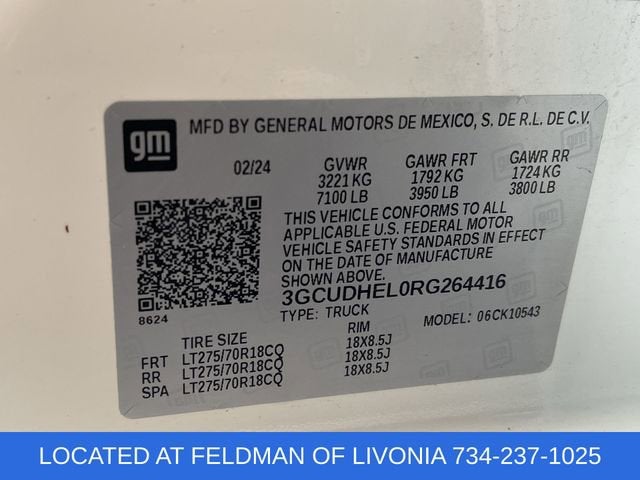 gm
MFD BY GENERAL MOTORS DE MEXICO, S. DE R.L. DE C.V.
02/24 GVWR GAWR FRT GAWR RR
3221 KG 1792 KG 1724 KG
7100 LB 3950 LB 3800 LB
THIS VEHICLE CONFORMS TO ALL
APPLICABLE U.S. FEDERAL MOTOR
VEHICLE SAFETY STANDARDS IN EFFECT
ON THE DATE OF MANUFACTURE
SHOWN ABOVE.
3GCUDHEL0RG264416
8624 TYPE: TRUCK MODEL: 06CK10543
TIRE SIZE RIM
FRT LT275/70R18CQ 18X8.5J
RR LT275/70R18CQ 18X8.5J
SPA LT275/70R18CQ 18X8.5J
LOCATED AT FELDMAN OF LIVONIA 734-237-1025